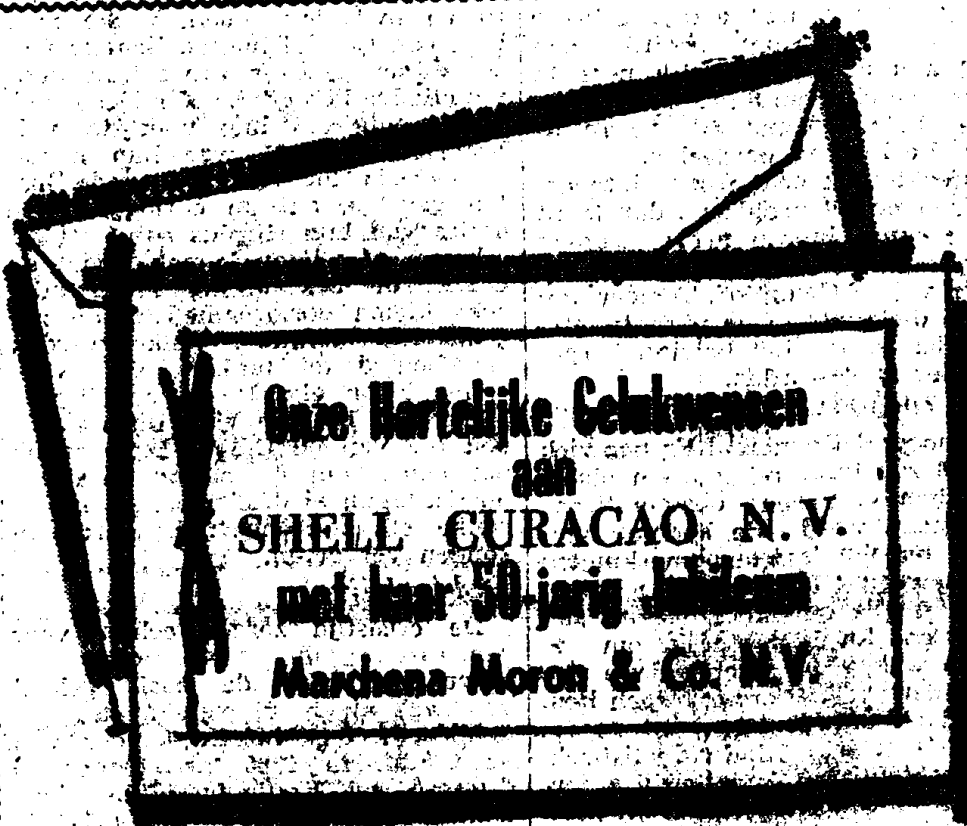 Onze Hartelijke Gelukwensen
aan
SHELL CURACAO N.V.
met haar 50-jarig Jubileum
Marchena Moron & Co. N.V.